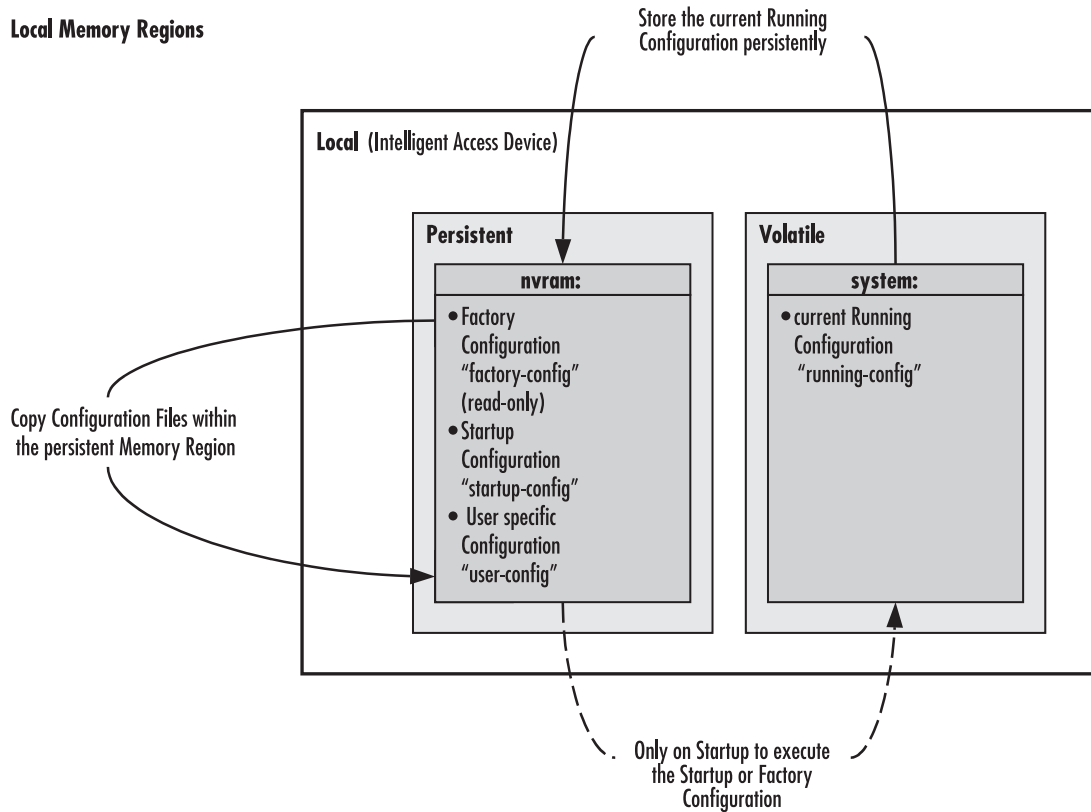 Local Memory Regions
Store the current Running
Configuration persistently
Local (Intelligent Access Device)
Persistent
nvram:
• Factory
Configuration
“factory-config”
(read-only)
• Startup
Configuration
“startup-config”
• User specific
Configuration
“user-config”
Volatile
system:
• current Running
Configuration
“running-config”
Copy Configuration Files within
the persistent Memory Region
Only on Startup to execute
the Startup or Factory
Configuration